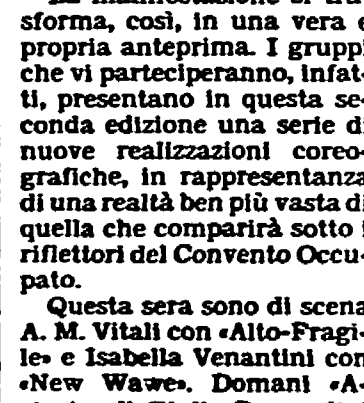 sforma, così, in una vera e
propria anteprima. I gruppi
che vi parteciperanno, infat-
ti, presentano in questa se-
conda edizione una serie di
nuove realizzazioni coreo-
grafiche, in rappresentanza
di una realtà ben più vasta di
quella che comparirà sotto i
riflettori del Convento Occu-
pato.
Questa sera sono di scena
A. M. Vitali con «Alto-Fragi-
le» e Isabella Venantini con
«New Wawe». Domani «A-